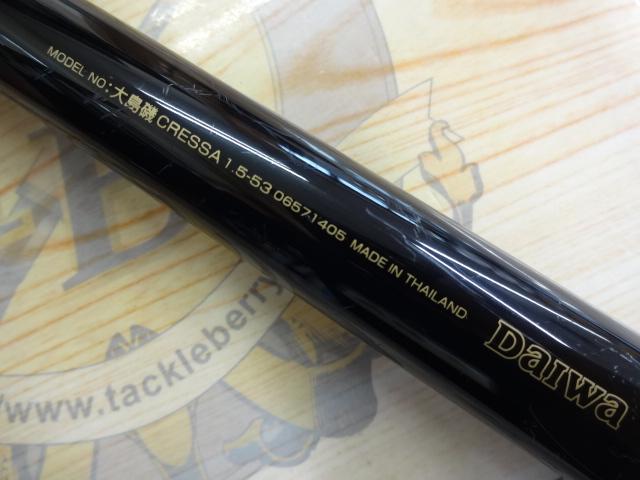 MODEL NO: 大島磯 CRESSA 1.5-53 06571405 MADE IN THAILAND
Daiwa
www.tackleberry